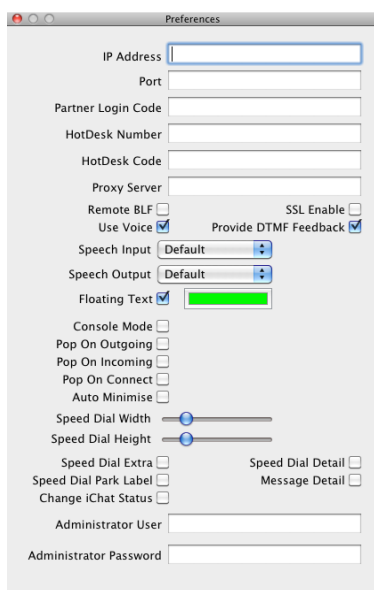 Preferences
IP Address
Port
Partner Login Code
HotDesk Number
HotDesk Code
Proxy Server
Remote BLF SSL Enable
Use Voice Provide DTMF Feedback
Speech Input Default
Speech Output Default
Floating Text
Console Mode
Pop On Outgoing
Pop On Incoming
Pop On Connect
Auto Minimise
Speed Dial Width
Speed Dial Height
Speed Dial Extra Speed Dial Detail
Speed Dial Park Label Message Detail
Change iChat Status
Administrator User
Administrator Password